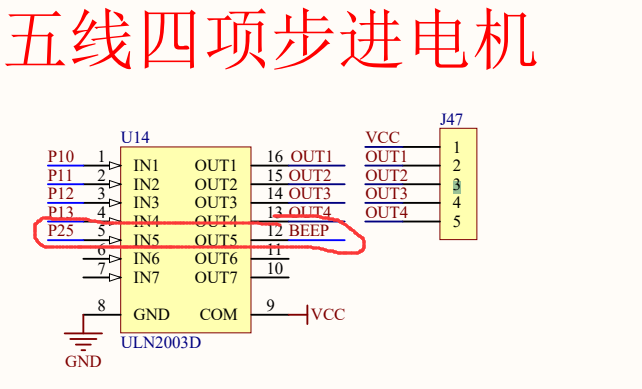 五线四项步进电机
U14
J47
P10 1 IN1 OUT1 16 OUT1
P11 2 IN2 OUT2 15 OUT2
P12 3 IN3 OUT3 14 OUT3
P13 4 IN4 OUT4 13 OUT4
P25 5 IN5 OUT5 12 BEEP
6 IN6 OUT6 11
7 IN7 OUT7 10
8 GND COM 9 VCC
GND
ULN2003D
VCC 1
OUT1 2
OUT2 3
OUT3 4
OUT4 5